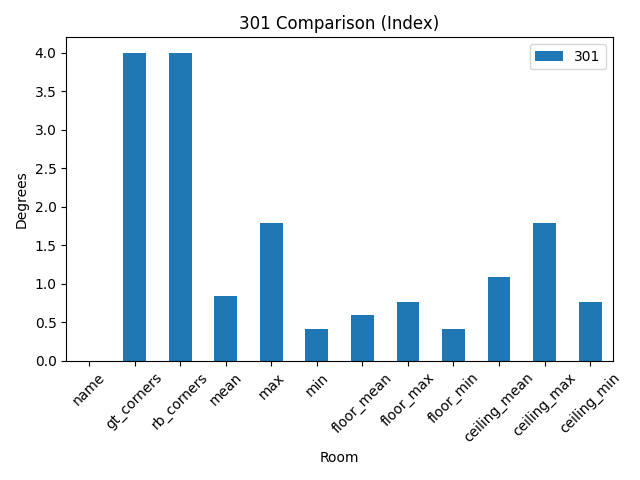 301 Comparison (Index)
301
Degrees
4.0
3.5
3.0
2.5
2.0
1.5
1.0
0.5
0.0
name
gt_corners
rb_corners
mean
max
min
floor_mean
floor_max
floor_min
ceiling_mean
ceiling_max
ceiling_min
Room